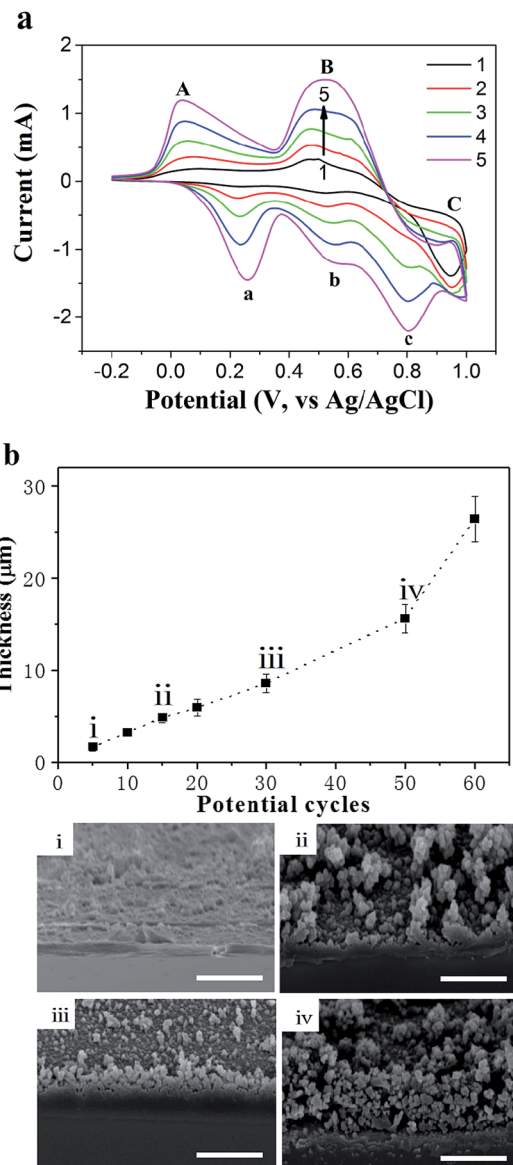 a
2
1
0
-1
-2
Current (mA)
A
B
5
1
C
a
b
c
1
2
3
4
5
-0.2 0.0 0.2 0.4 0.6 0.8 1.0
Potential (V, vs Ag/AgCl)
b
30
20
10
0
Thickness (μm)
i
ii
iii
iv
0 10 20 30 40 50 60
Potential cycles
i
ii
iii
iv